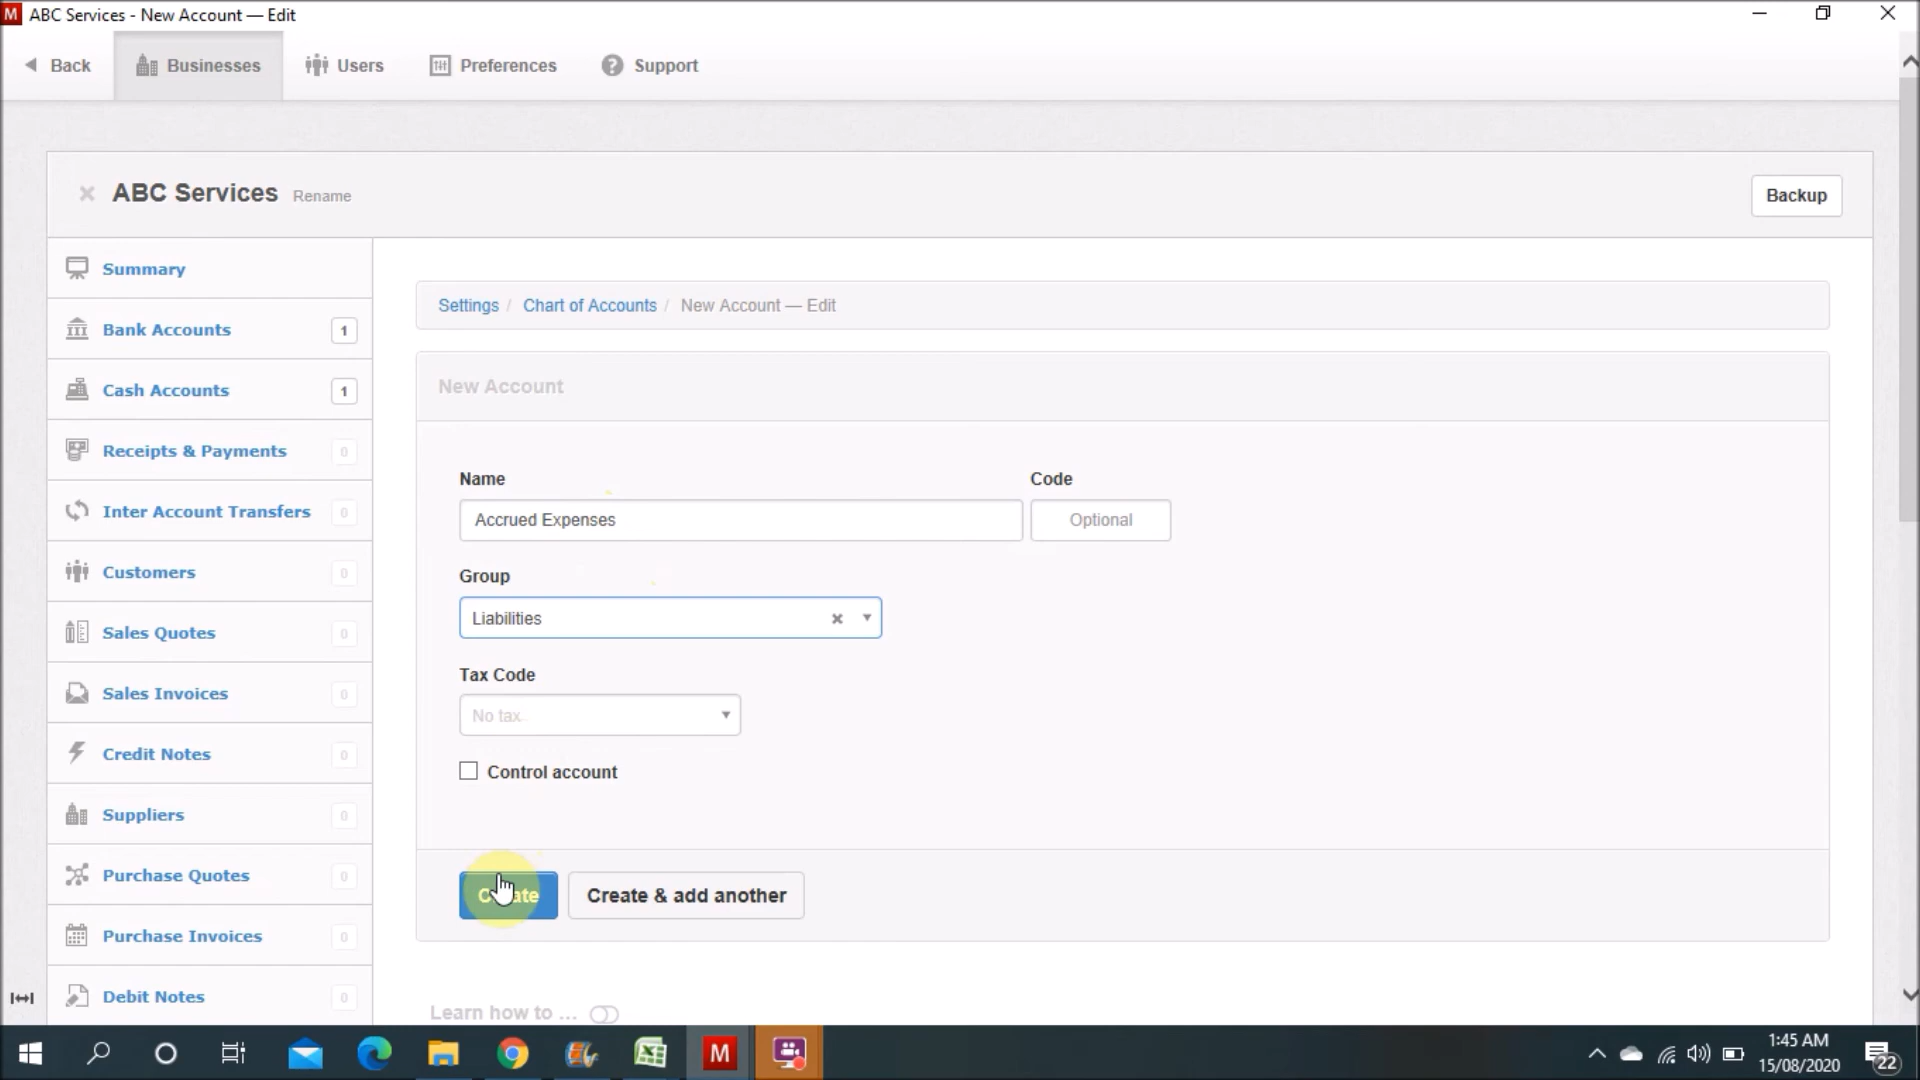 M ABC Services - New Account — Edit
Back Businesses Users Preferences Support
ABC Services Rename Backup
Summary
Bank Accounts 1
Cash Accounts 1
Receipts & Payments 0
Inter Account Transfers 0
Customers 0
Sales Quotes 0
Sales Invoices 0
Credit Notes 0
Suppliers 0
Purchase Quotes 0
Purchase Invoices 0
Debit Notes 0
Settings / Chart of Accounts / New Account — Edit
New Account
Name Code
Accrued Expenses Optional
Group
Liabilities
Tax Code
No tax
Control account
Create Create & add another
Learn how to ...
M
1:45 AM
15/08/2020
22